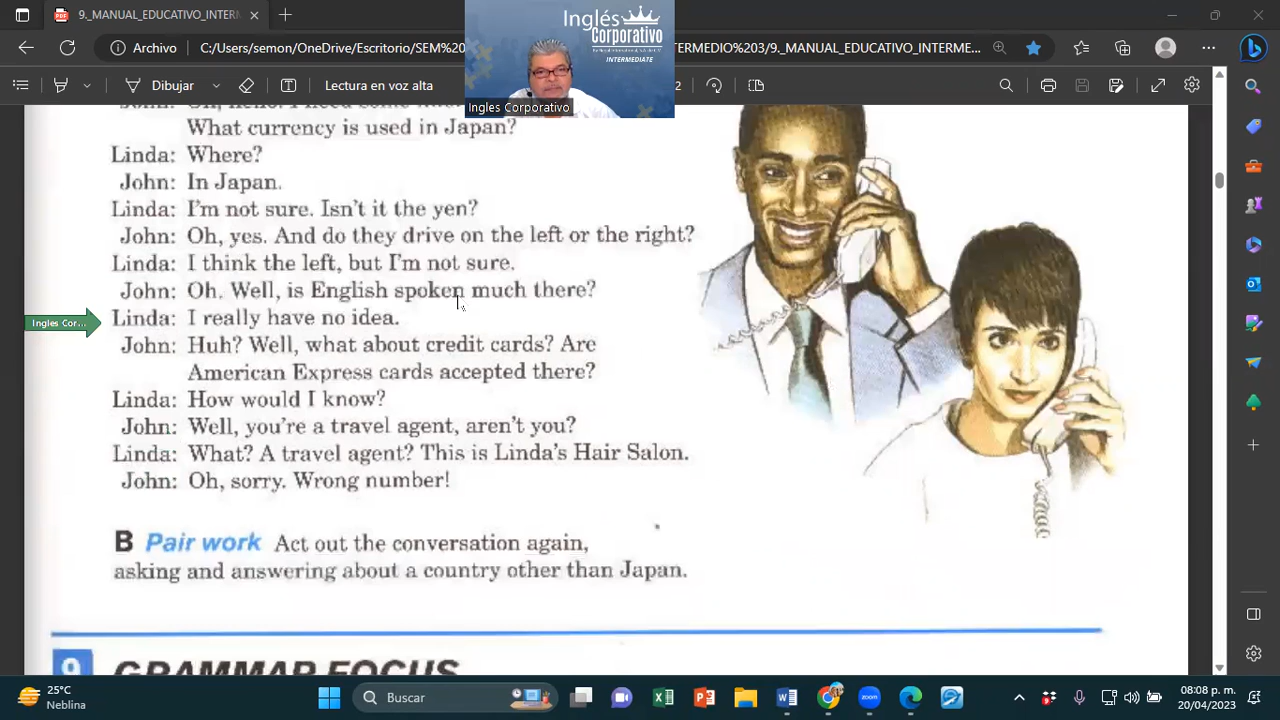 9_MANUAL_EDUCATIVO_INTERMEDI
Archivo
C:/Users/semon/OneDrive/Escritorio/SEM%20
TERMEDIO%203/9_MANUAL_EDUCATIVO_INTERME...
Dibujar
Lectura en voz alta
Inglés
Corporativo
INTERMEDIATE
Ingles Corporativo
What currency is used in Japan?
Linda: Where?
John: In Japan.
Linda: I'm not sure. Isn't it the yen?
John: Oh, yes. And do they drive on the left or the right?
Linda: I think the left, but I'm not sure.
John: Oh. Well, is English spoken much there?
Ingles Cor...
Linda: I really have no idea.
John: Huh? Well, what about credit cards? Are
American Express cards accepted there?
Linda: How would I know?
John: Well, you're a travel agent, aren't you?
Linda: What? A travel agent? This is Linda's Hair Salon.
John: Oh, sorry. Wrong number!
B Pair work Act out the conversation again,
asking and answering about a country other than Japan.
9 GRAMMAR FOCUS
25°C
Neblina
Buscar
08:08 p. m.
20/04/2023